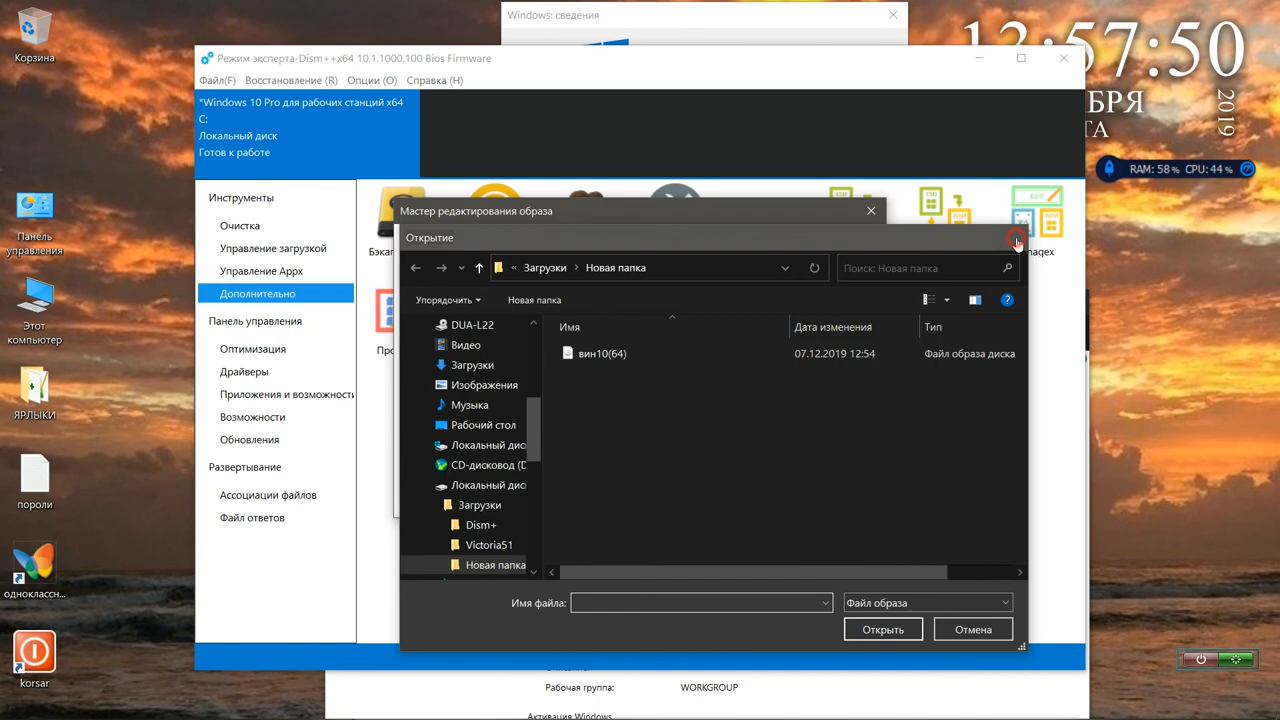 Корзина
Панель
управления
Этот
компьютер
ЯРЛЫКИ
пороли
одноклассн...
korsar
Windows: сведения
57:50
БРЯ
ТА
2019
RAM: 58 % CPU: 44 %
Режим эксперта-Dism++x64 10.1.1000.100 Bios Firmware
Файл(F) Восстановление (R) Опции (O) Справка (H)
*Windows 10 Pro для рабочих станций x64
C:
Локальный диск
Готов к работе
Инструменты
Очистка
Управление загрузкой
Управление Appx
Дополнительно
Панель управления
Оптимизация
Драйверы
Приложения и возможност
Возможности
Обновления
Развертывание
Ассоциации файлов
Файл ответов
Мастер редактирования образа
Открытие
« Загрузки > Новая папка
Поиск: Новая папка
Упорядочить Новая папка
DUA-L22
Видео
Загрузки
Изображения
Музыка
Рабочий стол
Локальный дис
CD-дисковод (D
Локальный дис
Загрузки
Dism+
Victoria51
Новая папка
Имя Дата изменения Тип
вин10(64) 07.12.2019 12:54 Файл образа диска
Имя файла: Файл образа
Открыть Отмена
Рабочая группа: WORKGROUP
Активация Windows